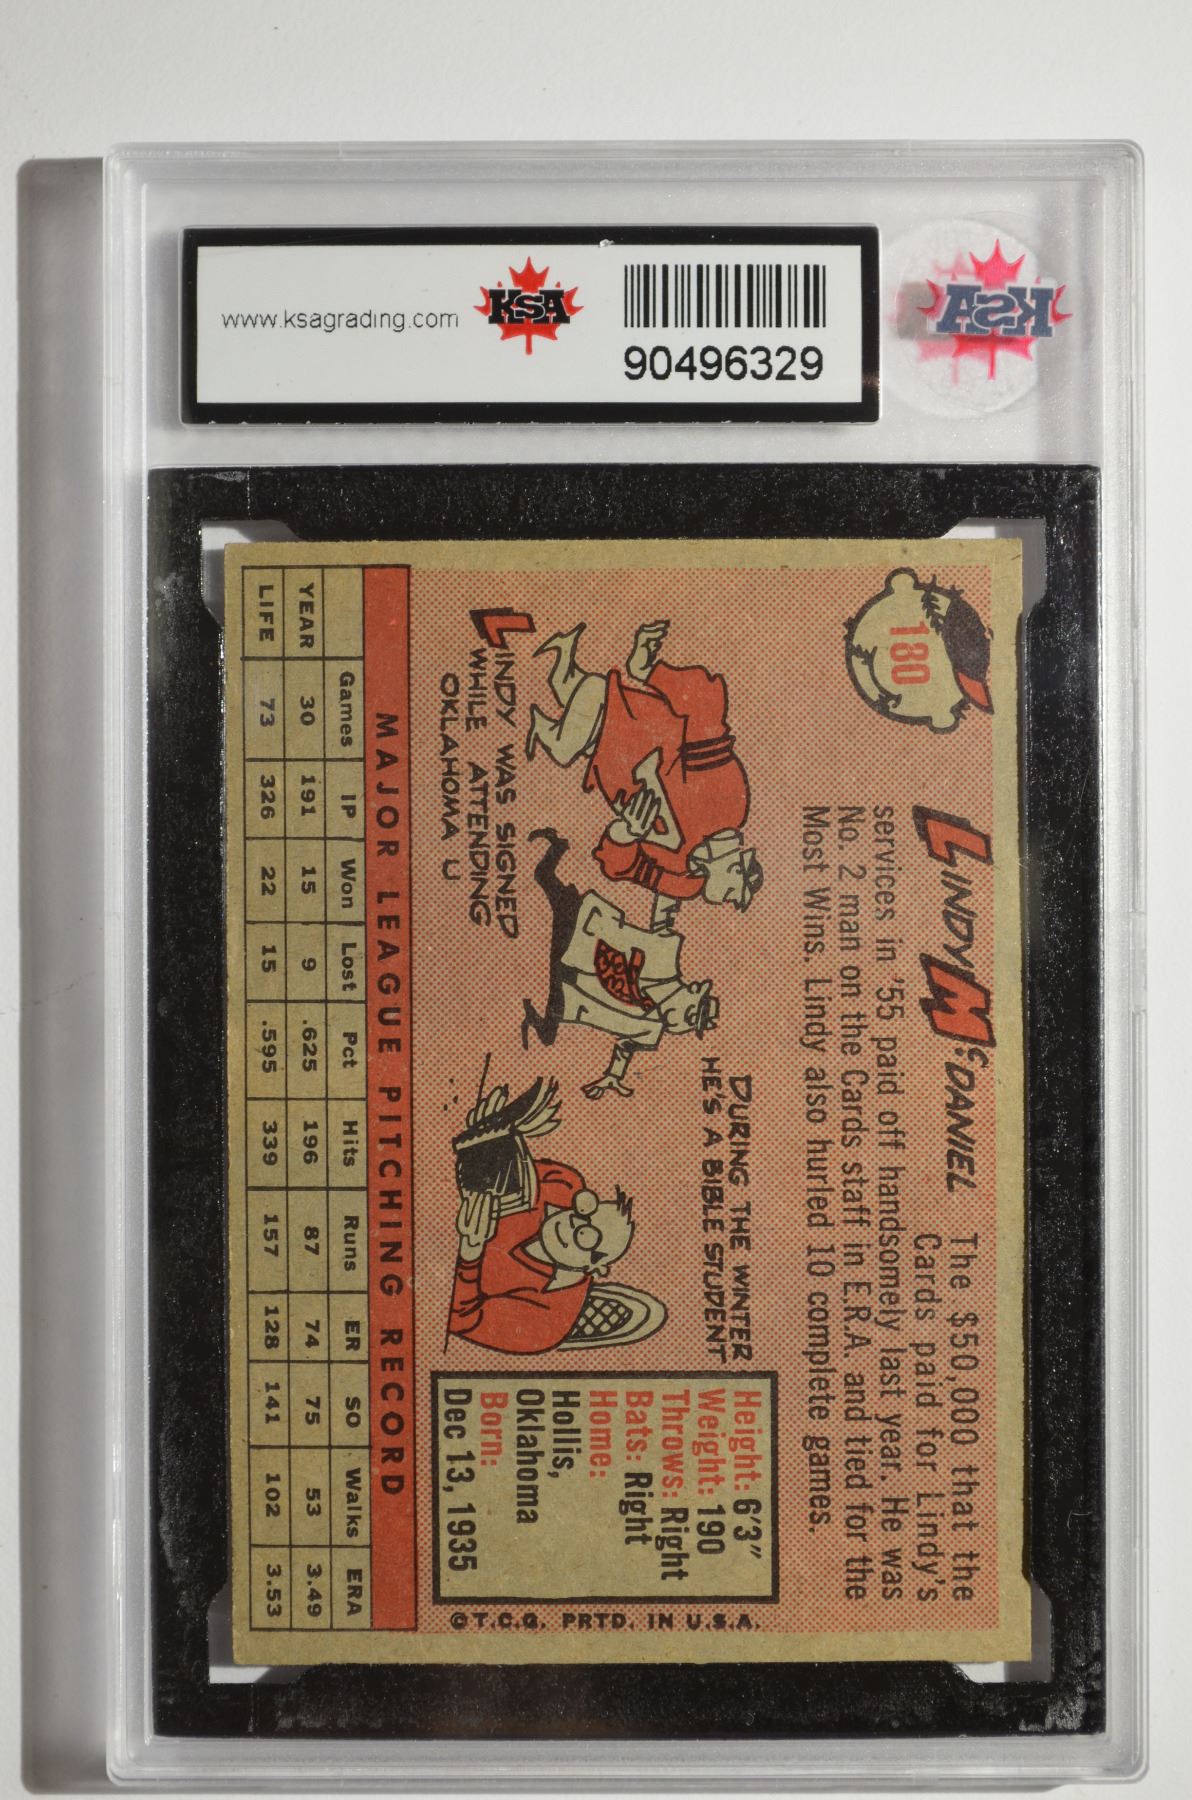 www.ksagrading.com
KSA
90496329
KSA
180
LINDY McDANIEL
The $50,000 that the
Cards paid for Lindy's
services in '55 paid off handsomely last year. He was
No. 2 man on the Cards staff in E.R.A. and tied for the
Most Wins. Lindy also hurled 10 complete games.
LINDY WAS SIGNED
WHILE ATTENDING
OKLAHOMA U
DURING THE WINTER
HE'S A BIBLE STUDENT
Height: 6'3"
Weight: 190
Throws: Right
Bats: Right
Home:
Hollis,
Oklahoma
Born:
Dec 13, 1935
©T.C.G. PRTD. IN U.S.A.
MAJOR LEAGUE PITCHING RECORD
Games IP Won Lost Pct Hits Runs ER SO Walks ERA
YEAR 30 191 15 9 .625 196 87 74 75 53 3.49
LIFE 73 326 22 15 .595 339 157 128 141 102 3.53